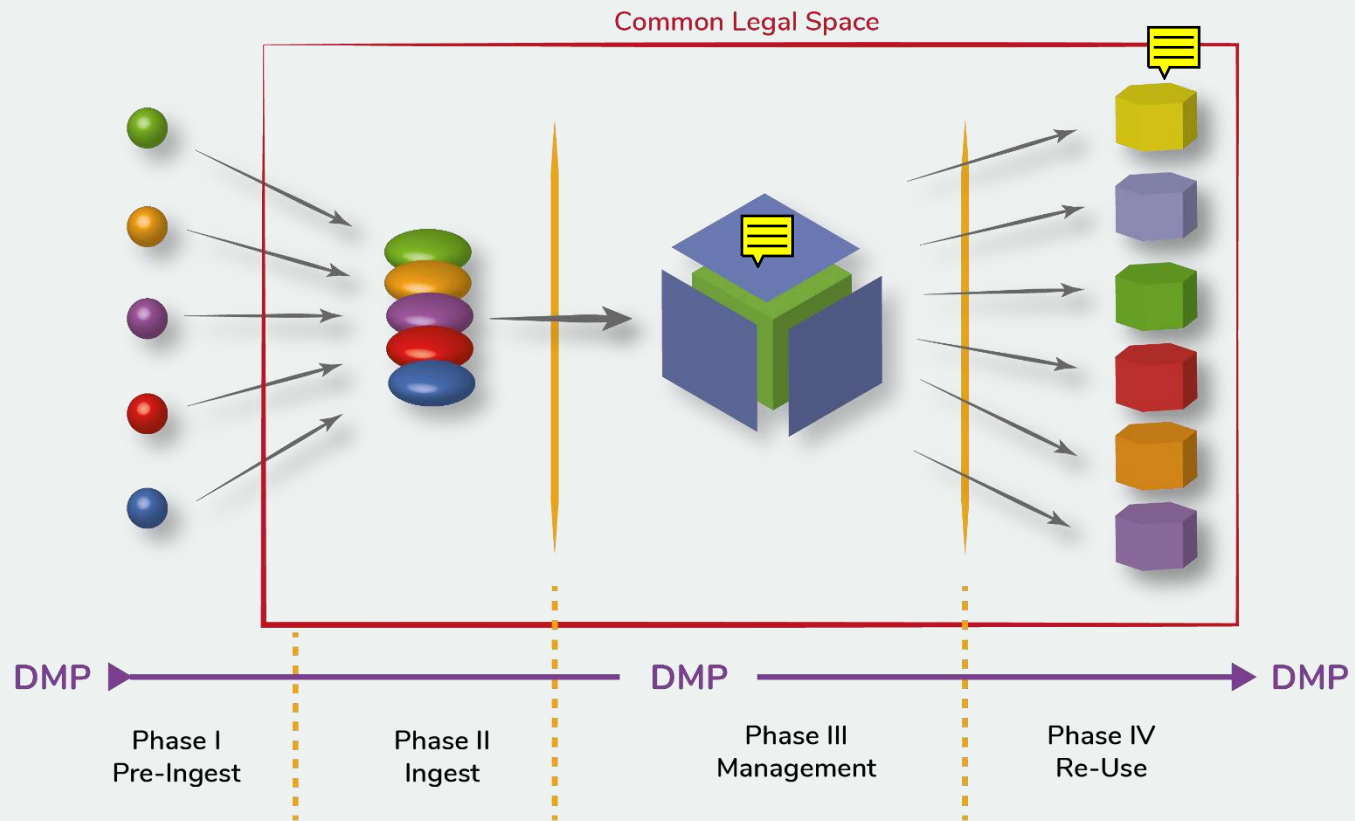 Common Legal Space
DMP DMP DMP
Phase I
Pre-Ingest
Phase II
Ingest
Phase III
Management
Phase IV
Re-Use